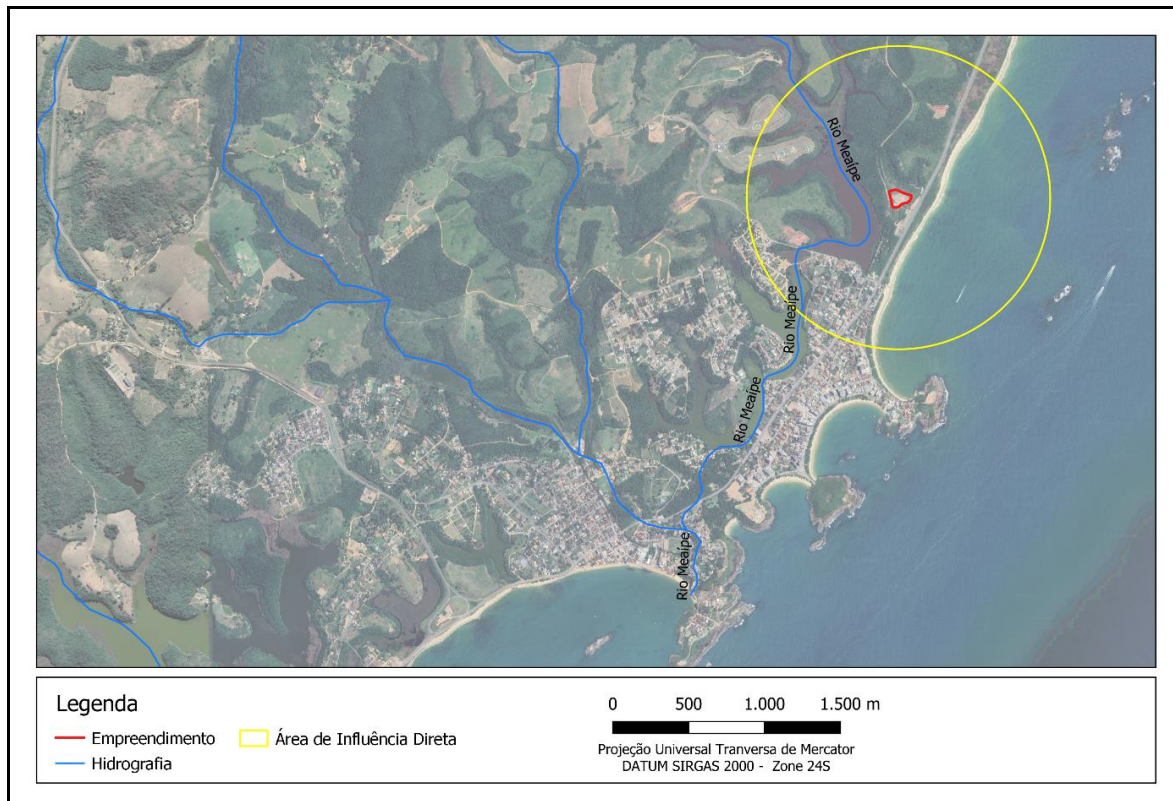 Rio Meaípe
Rio Meaípe
Rio Meaípe
Rio Meaípe
Legenda
Empreendimento
Área de Influência Direta
Hidrografia
0 500 1.000 1.500 m
Projeção Universal Tranversa de Mercator
DATUM SIRGAS 2000 - Zone 24S